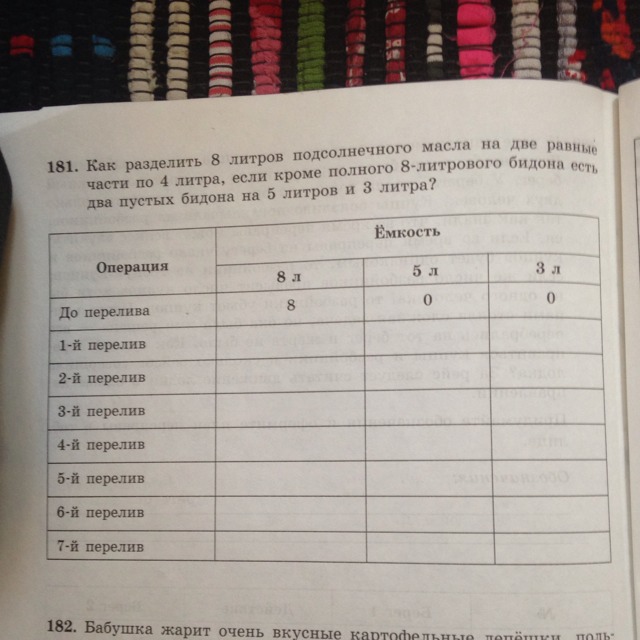 181. Как разделить 8 литров подсолнечного масла на две равные
части по 4 литра, если кроме полного 8-литрового бидона есть
два пустых бидона на 5 литров и 3 литра?
Операция
Ёмкость
8 л 5 л 3 л
До перелива 8 0 0
1-й перелив
2-й перелив
3-й перелив
4-й перелив
5-й перелив
6-й перелив
7-й перелив
182. Бабушка жарит очень вкусные картофельные лепёшки, поль-